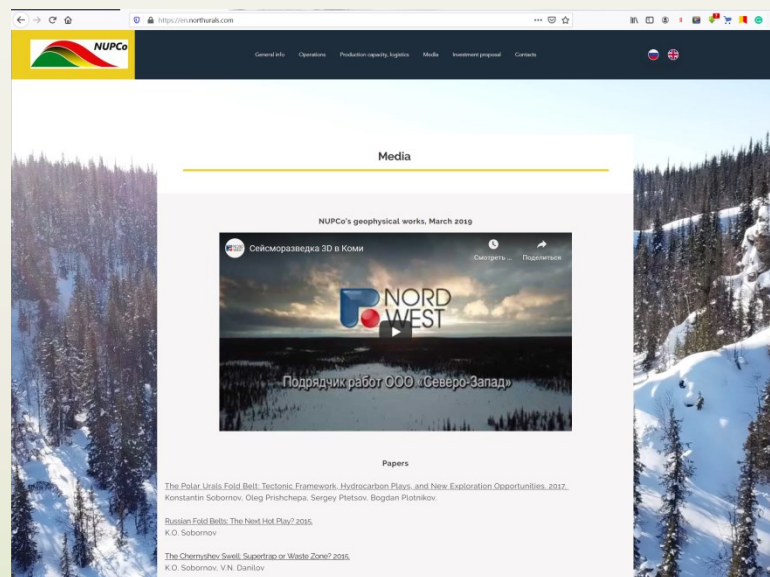 https://en.northurals.com
NUPCo
General info Operations Production capacity, logistics Media Investment proposal Contacts
Media
NUPCo's geophysical works, March 2019
Сейсморазведка 3D в Коми
Смотреть ... Поделиться
NORD
WEST
Подрядчик работ ООО «Северо-Запад»
Papers
The Polar Urals Fold Belt: Tectonic Framework, Hydrocarbon Plays, and New Exploration Opportunities. 2017.
Konstantin Sobornov, Oleg Prishchepa, Sergey Ptetsov, Bogdan Plotnikov.
Russian Fold Belts: The Next Hot Play? 2015.
K.O. Sobornov
The Chernyshev Swell: Supertrap or Waste Zone? 2015.
K.O. Sobornov, V.N. Danilov